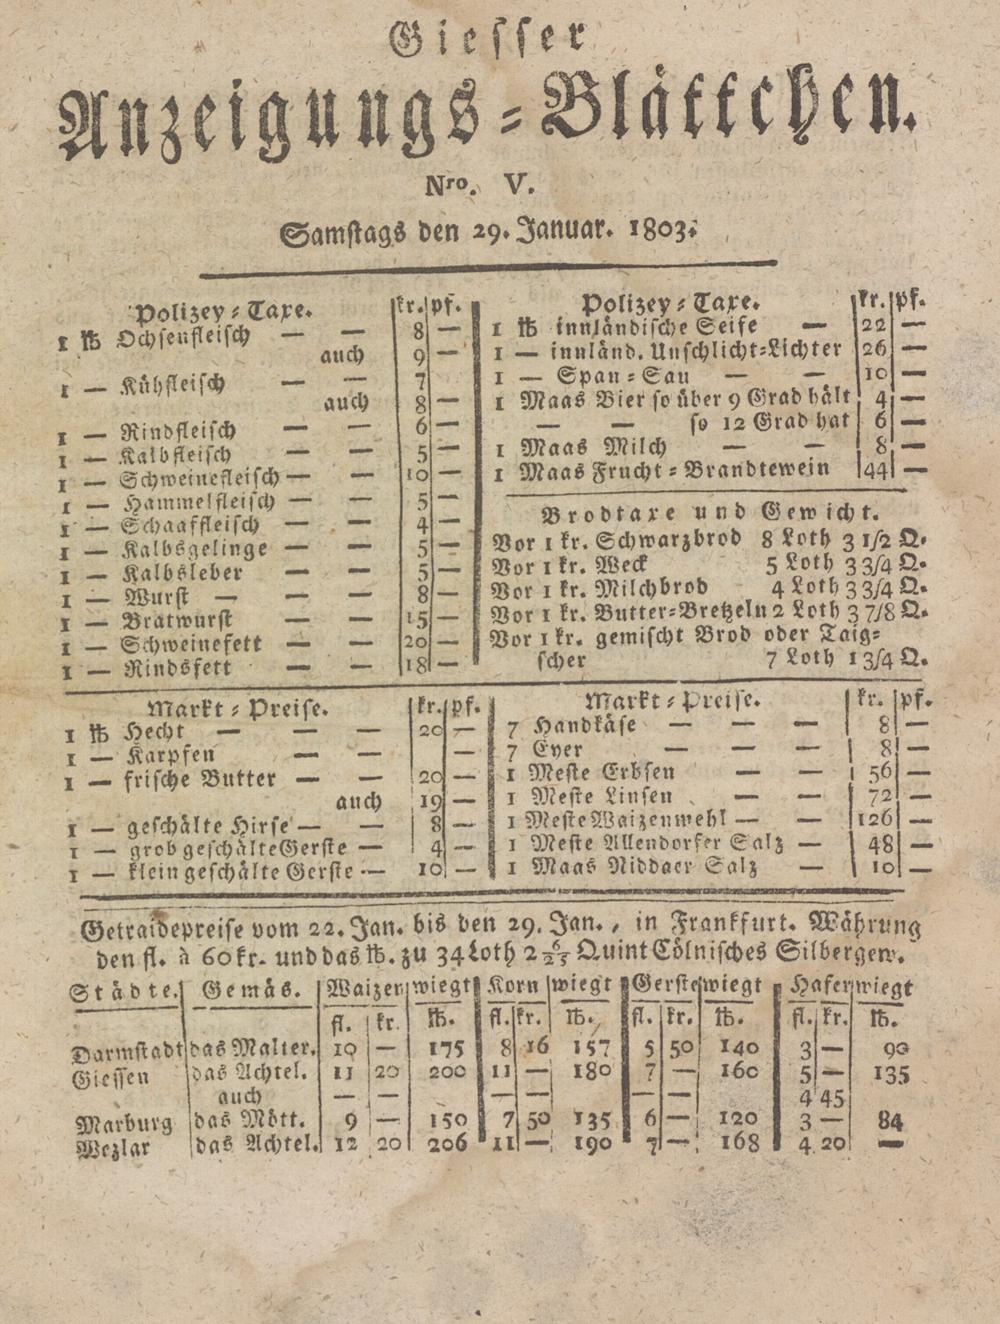 Giesser
Anzeigungs-Blättchen.
Nro. V.
Samstags den 29. Januar. 1803.
Polizey-Taxe. kr. pf.
1 ℔ Ochsenfleisch — — 8 —
auch 9 —
1 — Kühfleisch — — 7 —
auch 8 —
1 — Rindfleisch — — 6 —
1 — Kalbfleisch — — 5 —
1 — Schweinefleisch — — 10 —
1 — Hammelfleisch — — 5 —
1 — Schaaffleisch — — 4 —
1 — Kalbsgelinge — — 5 —
1 — Kalbsleber — — 5 —
1 — Wurst — — — 8 —
1 — Bratwurst — — 15 —
1 — Schweinefett — — 20 —
1 — Rindsfett — — 18 —
Polizey-Taxe. kr. pf.
1 ℔ innländische Seife — 22 —
1 — innländ. Unschlicht-Lichter 26 —
1 — Span-Sau — — 10 —
1 Maas Bier so über 9 Grad hält 4 —
— — so 12 Grad hat 6 —
1 Maas Milch — — 8 —
1 Maas Frucht-Brandtewein 44 —
Brodtaxe und Gewicht.
Vor 1 kr. Schwarzbrod 8 Loth 3 1/2 Q.
Vor 1 kr. Weck 5 Loth 3 3/4 Q.
Vor 1 kr. Milchbrod 4 Loth 3 3/4 Q.
Vor 1 kr. Butter-Bretzeln 2 Loth 3 7/8 Q.
Vor 1 kr. gemischt Brod oder Taig-
scher 7 Loth 1 3/4 Q.
Markt-Preise. kr. pf.
1 ℔ Hecht — — — 20 —
1 — Karpfen — —
1 — frische Butter — — 20 —
auch 19 —
1 — geschälte Hirse — — 8 —
1 — grob geschälte Gerste — 4 —
1 — klein geschälte Gerste — 10 —
Markt-Preise. kr. pf.
7 Handkäse — — — 8 —
7 Eyer — — — 8 —
1 Meste Erbsen — — 56 —
1 Meste Linsen — — 72 —
1 Meste Waizenmehl — — 126 —
1 Meste Allendorfer Salz — 48 —
1 Maas Niddaer Salz — 10 —
Getraidepreise vom 22. Jan. bis den 29. Jan., in Frankfurt. Währung
den fl. à 60 kr. und das ℔. zu 34 Loth 2 6/25 Quint Cölnisches Silbergew.
Städte. Gemäs. Waizen wiegt Korn wiegt Gerste wiegt Hafer wiegt
fl. kr. ℔. fl. kr. ℔. fl. kr. ℔. fl. kr. ℔.
Darmstadt das Malter. 10 — 175 8 16 157 5 50 140 3 — 90
Giessen das Achtel. 11 20 200 11 — 180 7 — 160 5 — 135
auch — — — — — — 4 45
Marburg das Mött. 9 — 150 7 50 135 6 — 120 3 — 84
Wezlar das Achtel. 12 20 206 11 — 190 7 — 168 4 20 —